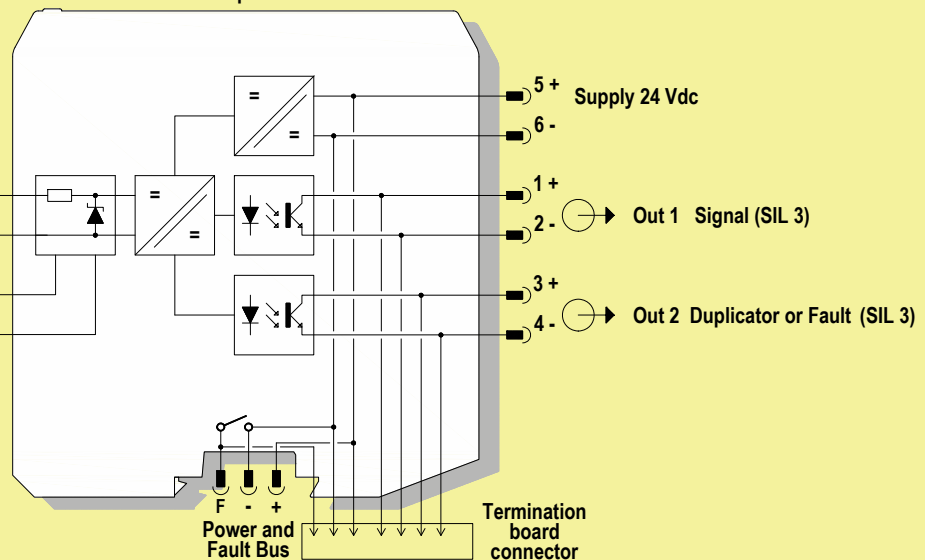 5 +
Supply 24 Vdc
6 -
1 +
2 -
Out 1 Signal (SIL 3)
3 +
4 -
Out 2 Duplicator or Fault (SIL 3)
=
=
=
=
F - +
Power and
Fault Bus
Termination
board
connector